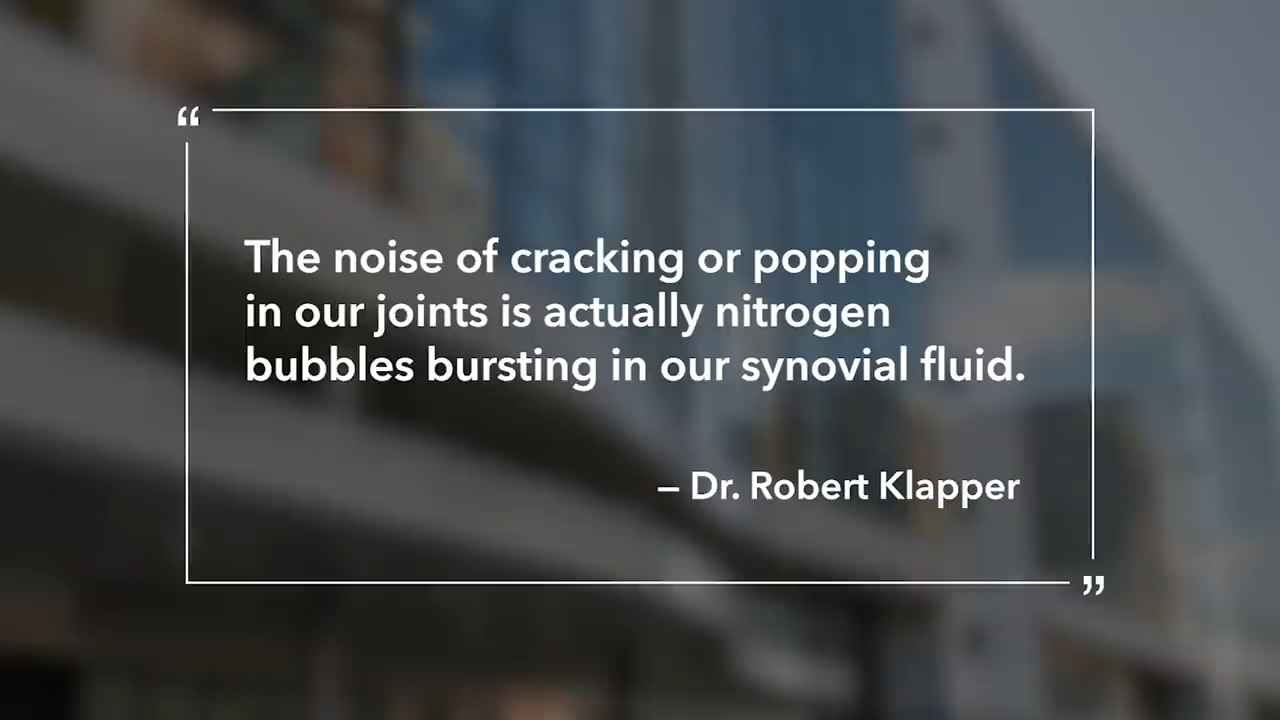 “
The noise of cracking or popping
in our joints is actually nitrogen
bubbles bursting in our synovial fluid.
– Dr. Robert Klapper
”